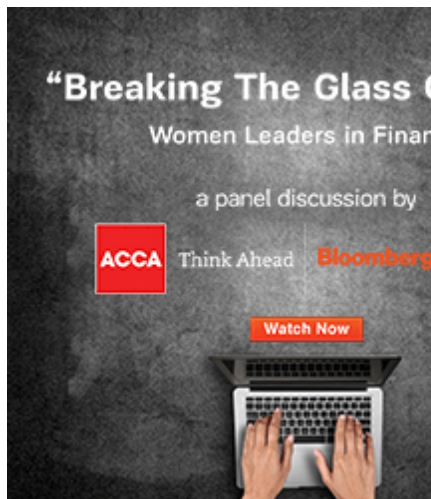 “Breaking The Glass
Women Leaders in Finan
a panel discussion by
ACCA Think Ahead Bloomberg
Watch Now